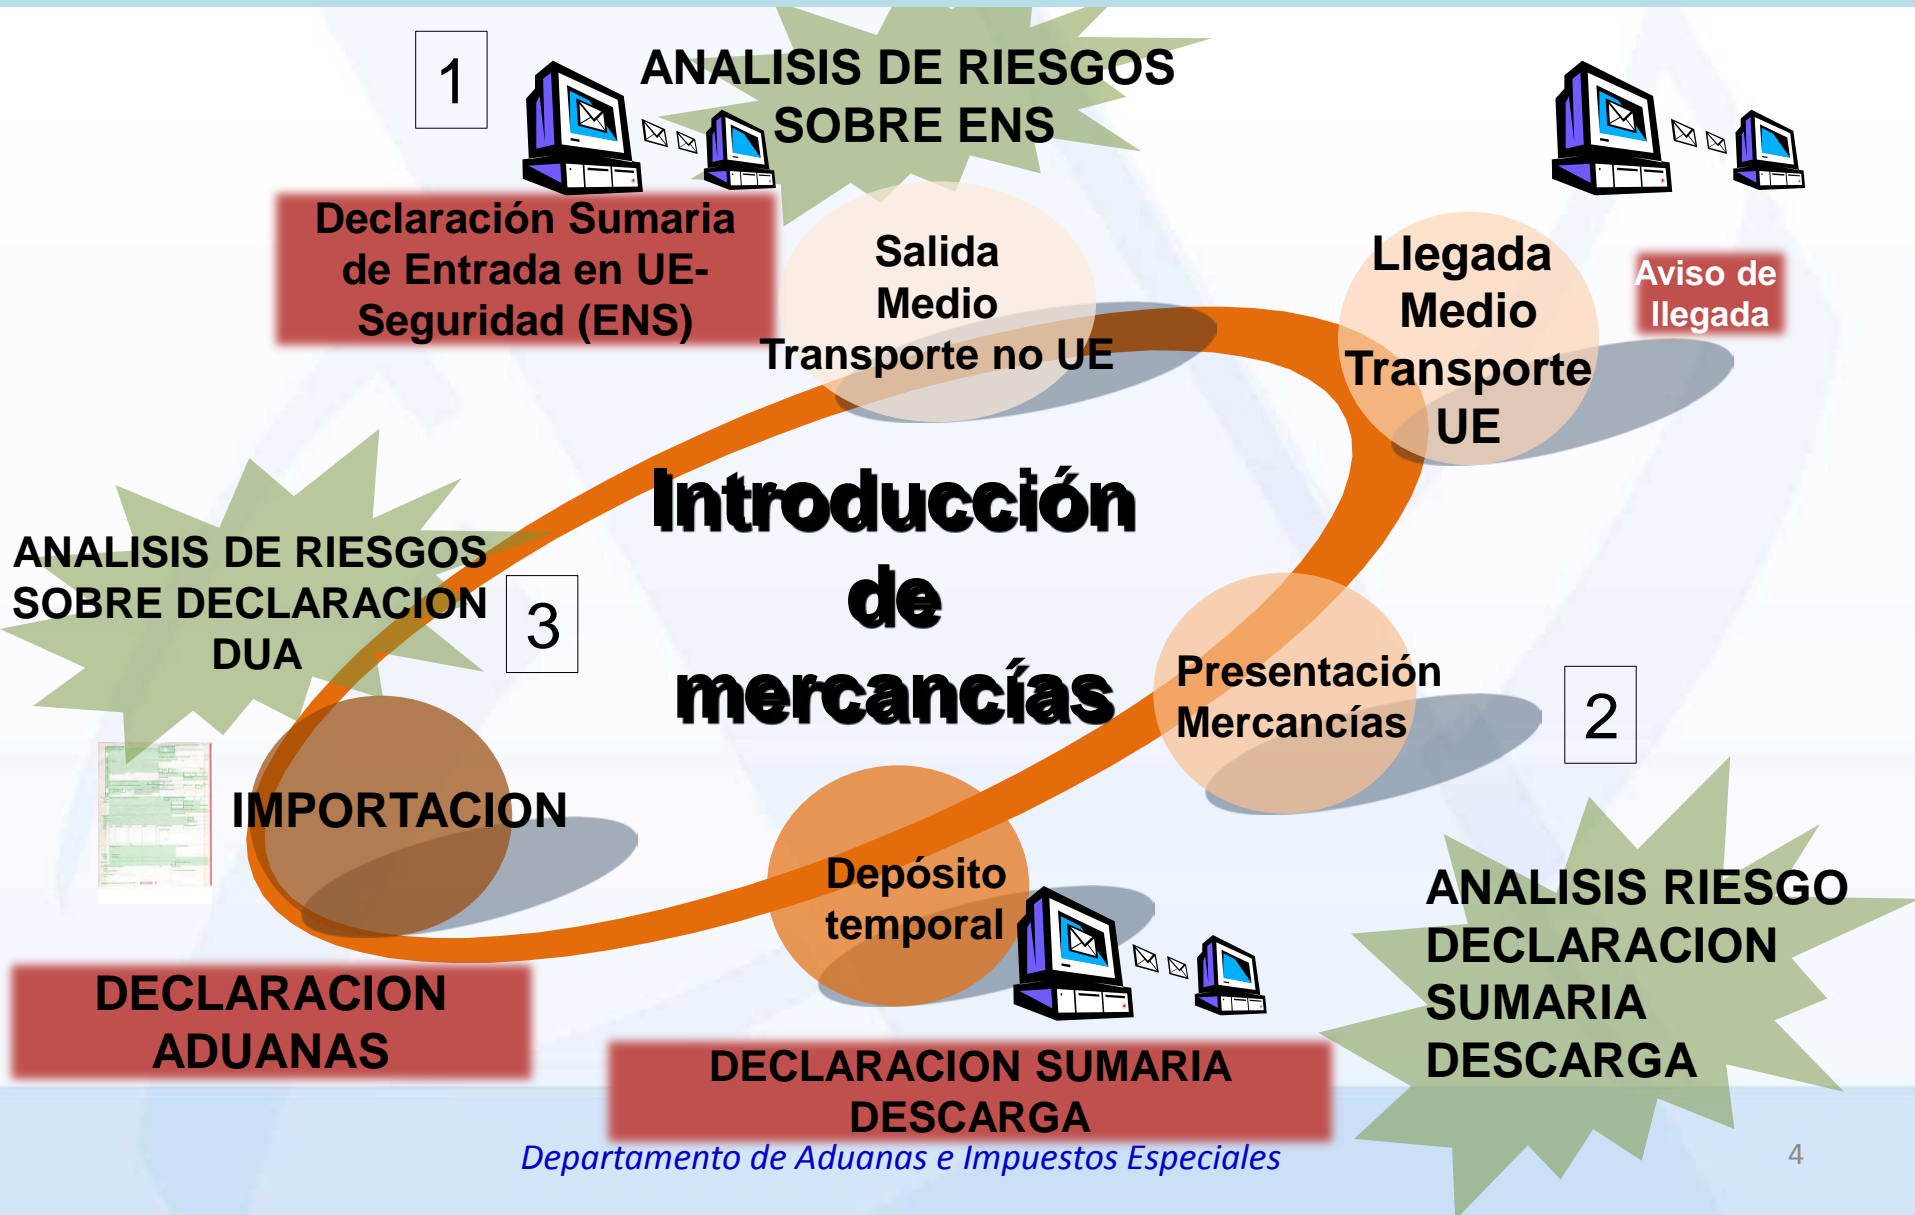 1
ANALISIS DE RIESGOS
SOBRE ENS
Declaración Sumaria
de Entrada en UE-
Seguridad (ENS)
Salida
Medio
Transporte no UE
Llegada
Medio
Transporte
UE
Aviso de
llegada
Introducción
de
mercancías
ANALISIS DE RIESGOS
SOBRE DECLARACION
DUA
3
Presentación
Mercancías
2
IMPORTACION
Depósito
temporal
ANALISIS RIESGO
DECLARACION
SUMARIA
DESCARGA
DECLARACION
ADUANAS
DECLARACION SUMARIA
DESCARGA
Departamento de Aduanas e Impuestos Especiales
4